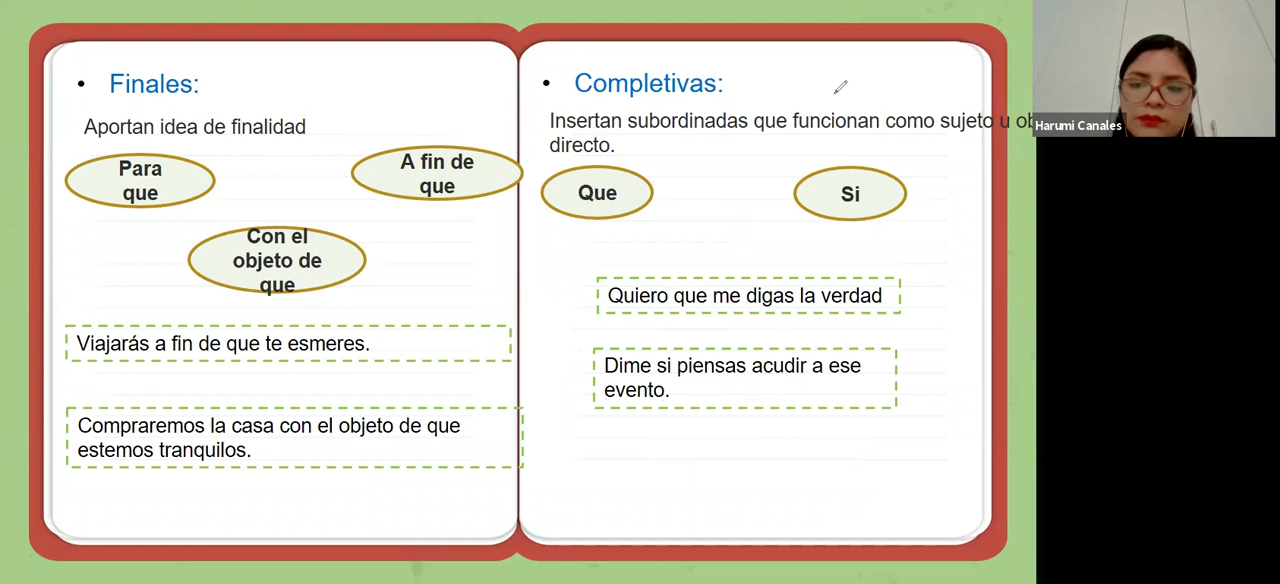 Finales:
Aportan idea de finalidad
Para
que
A fin de
que
Con el
objeto de
que
Viajarás a fin de que te esmeres.
Compraremos la casa con el objeto de que
estemos tranquilos.
Completivas:
Insertan subordinadas que funcionan como sujeto u
directo.
Que
Si
Quiero que me digas la verdad
Dime si piensas acudir a ese
evento.
Harumi Canales